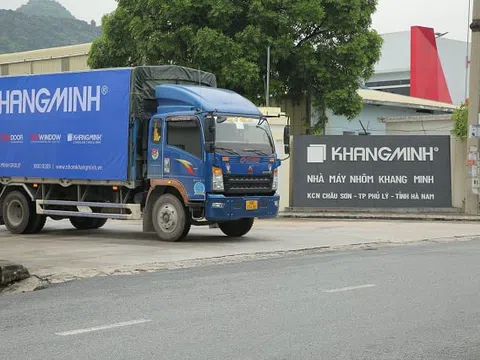 KHANGMINH®
DOOR
WINDOW
KHANGMINH
KHANGMINH®
NHÀ MÁY NHÔM KHANG MINH
KCN CHÂU SƠN - TP PHỦ LÝ - TỈNH HÀ NAM